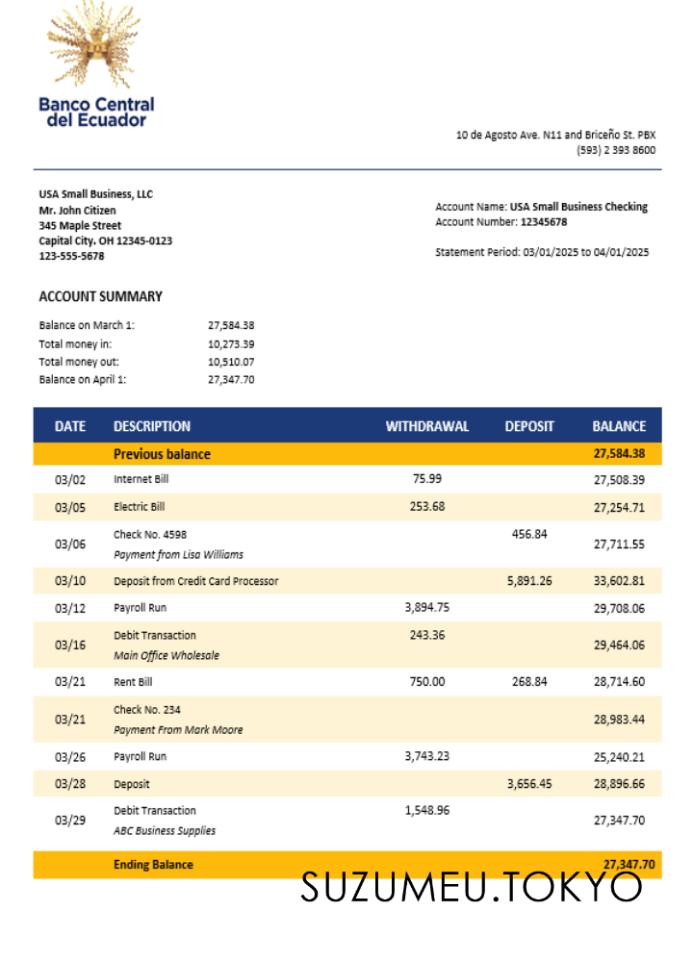 Banco Central
del Ecuador
10 de Agosto Ave. N11 and Briceño St. PBX
(593) 2 393 8600
USA Small Business, LLC
Mr. John Citizen
345 Maple Street
Capital City. OH 12345-0123
123-555-5678
Account Name: USA Small Business Checking
Account Number: 12345678
Statement Period: 03/01/2025 to 04/01/2025
ACCOUNT SUMMARY
Balance on March 1: 27,584.38
Total money in: 10,273.39
Total money out: 10,510.07
Balance on April 1: 27,347.70
DATE DESCRIPTION WITHDRAWAL DEPOSIT BALANCE
Previous balance 27,584.38
03/02 Internet Bill 75.99 27,508.39
03/05 Electric Bill 253.68 27,254.71
03/06 Check No. 4598 456.84 27,711.55
Payment from Lisa Williams
03/10 Deposit from Credit Card Processor 5,891.26 33,602.81
03/12 Payroll Run 3,894.75 29,708.06
03/16 Debit Transaction 243.36 29,464.06
Main Office Wholesale
03/21 Rent Bill 750.00 268.84 28,714.60
03/21 Check No. 234 28,983.44
Payment From Mark Moore
03/26 Payroll Run 3,743.23 25,240.21
03/28 Deposit 3,656.45 28,896.66
03/29 Debit Transaction 1,548.96 27,347.70
ABC Business Supplies
Ending Balance 27,347.70
SUZUMEU.TOKYO